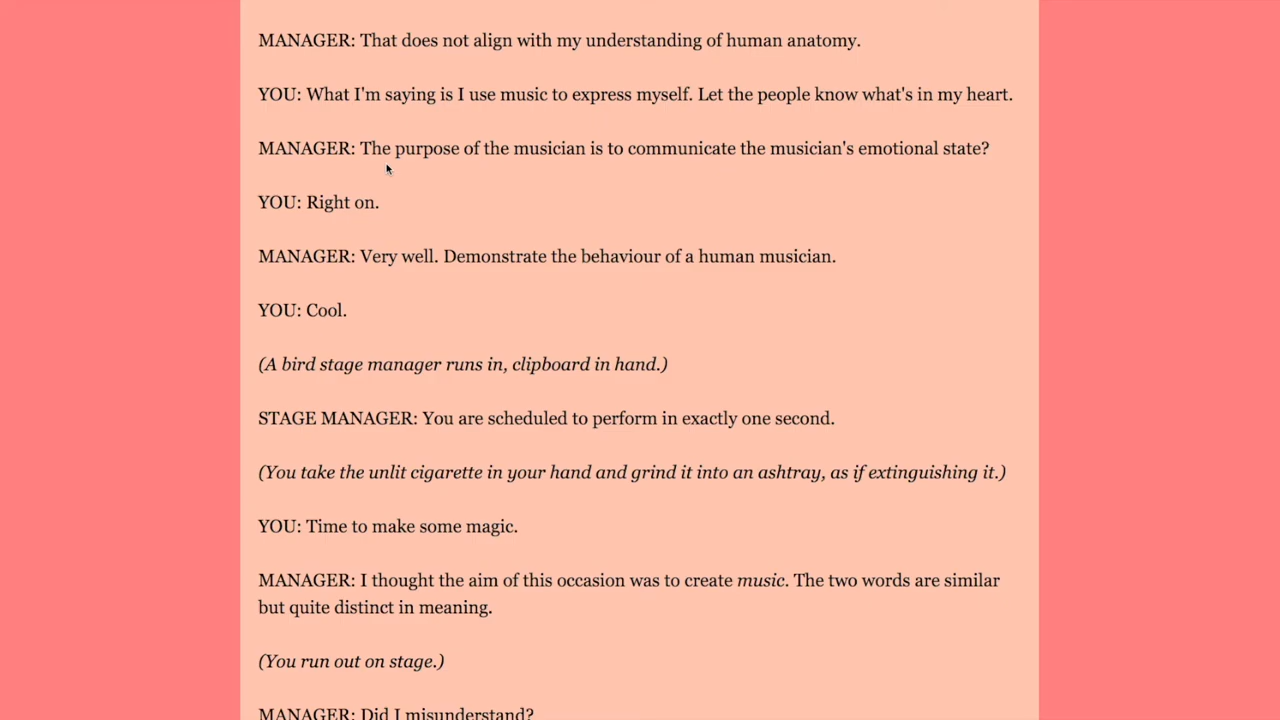 MANAGER: That does not align with my understanding of human anatomy.
YOU: What I'm saying is I use music to express myself. Let the people know what's in my heart.
MANAGER: The purpose of the musician is to communicate the musician's emotional state?
YOU: Right on.
MANAGER: Very well. Demonstrate the behaviour of a human musician.
YOU: Cool.
(A bird stage manager runs in, clipboard in hand.)
STAGE MANAGER: You are scheduled to perform in exactly one second.
(You take the unlit cigarette in your hand and grind it into an ashtray, as if extinguishing it.)
YOU: Time to make some magic.
MANAGER: I thought the aim of this occasion was to create music. The two words are similar
but quite distinct in meaning.
(You run out on stage.)
MANAGER: Did I misunderstand?